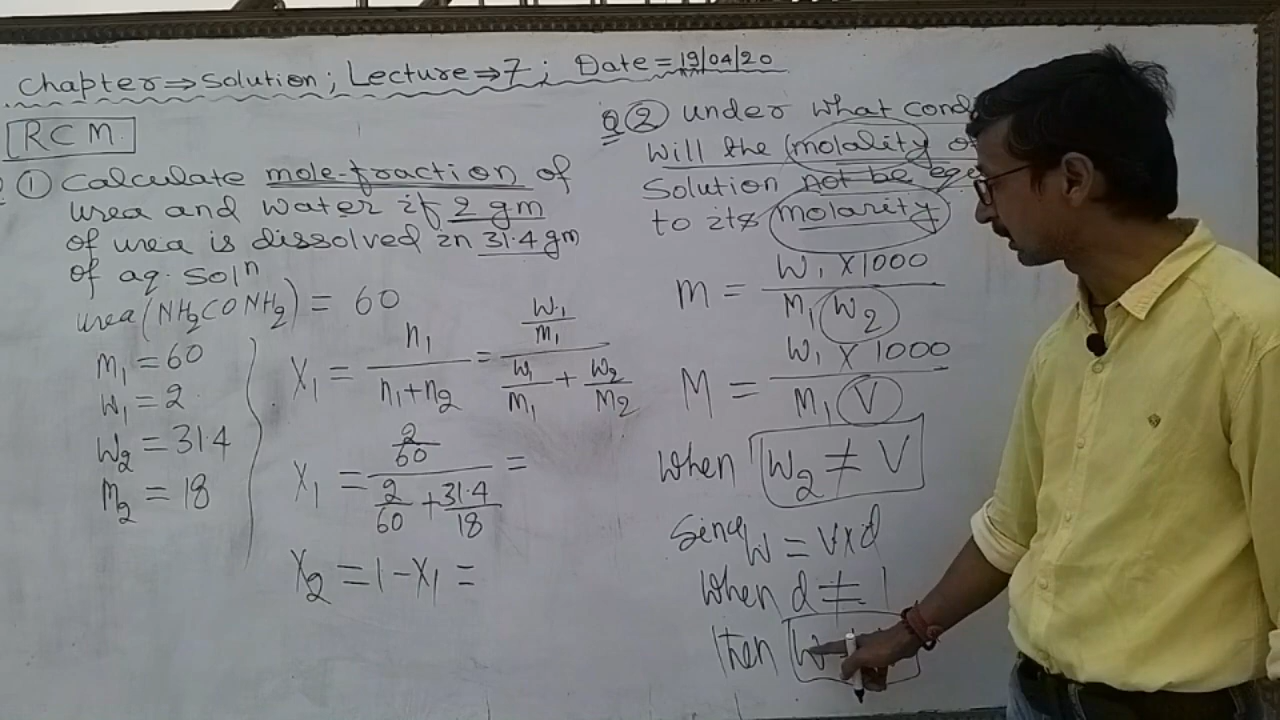 Chapter⇒Solution; Lecture⇒7; Date=19/04/20
RCM
① Calculate mole-fraction of
urea and water if 2 gm
of urea is dissolved in 31.4 gm
of aq. solⁿ
urea(NH₂CONH₂) = 60
M₁ = 60
W₁ = 2
W₂ = 31.4
M₂ = 18
X₁ = n₁/(n₁+n₂) = (W₁/M₁)/(W₁/M₁ + W₂/M₂)
X₁ = (2/60)/(2/60 + 31.4/18) =
X₂ = 1 - X₁ =
Q② under what
Will the molality
Solution not be
to its molarity
m = W₁ X 1000 / M₁ W₂
M = W₁ X 1000 / M₁ V
When W₂ ≠ V
Since W = V x d
When d ≠ 1
then W